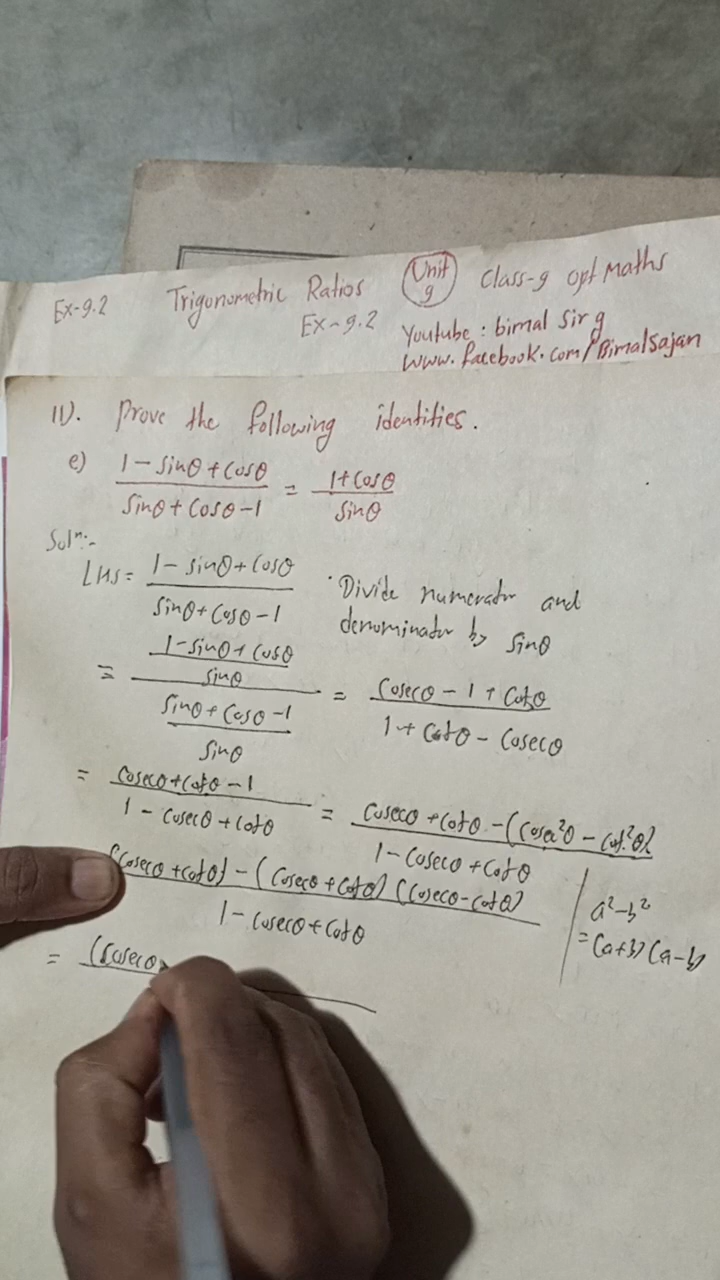 Ex-9.2 Trigonometric Ratios Unit 9 Class-9 opt Maths
Ex-9.2 Youtube : bimal Sir g
www.facebook.com/Bimalsajan
10. Prove the following identities.
e) (1 - sinθ + cosθ)/(sinθ + cosθ - 1) = (1 + cosθ)/sinθ
Solⁿ:-
LHS = (1 - sinθ + cosθ)/(sinθ + cosθ - 1) Divide numerator and
denominator by sinθ
= ((1 - sinθ + cosθ)/sinθ)/((sinθ + cosθ - 1)/sinθ) = (cosecθ - 1 + cotθ)/(1 + cotθ - cosecθ)
= (cosecθ + cotθ - 1)/(1 - cosecθ + cotθ) = (cosecθ + cotθ - (cosec²θ - cot²θ))/(1 - cosecθ + cotθ)
(cosecθ + cotθ) - (cosecθ + cotθ)(cosecθ - cotθ)/(1 - cosecθ + cotθ)
a² - b²
= (a+b)(a-b)
= (cosecθ